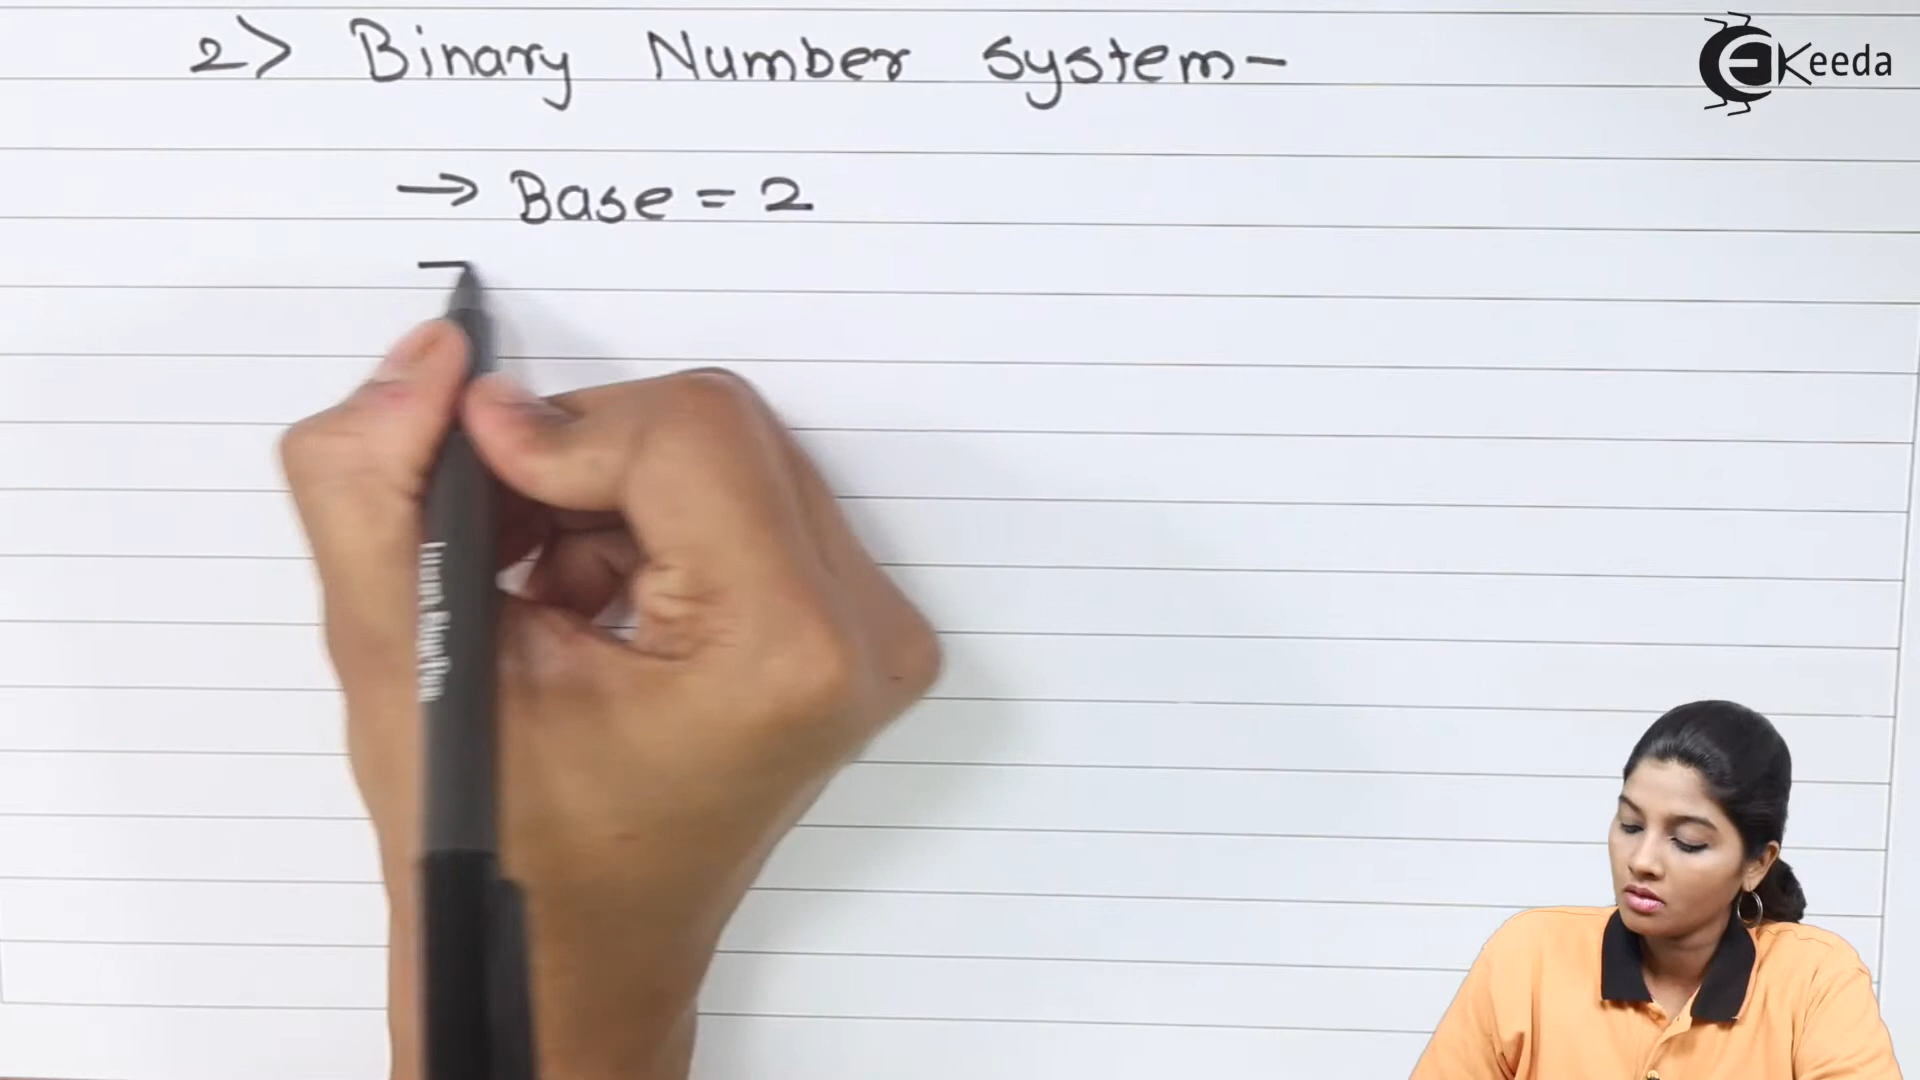 2> Binary Number System-
Keeda
→ Base = 2